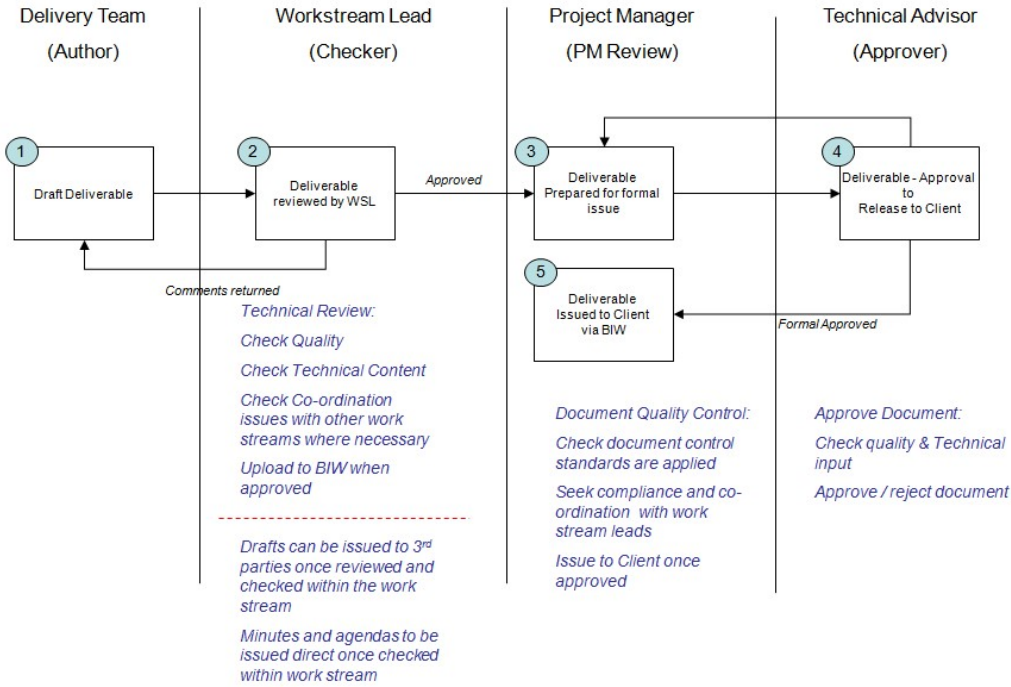 Delivery Team
(Author)
Workstream Lead
(Checker)
Project Manager
(PM Review)
Technical Advisor
(Approver)
1
Draft Deliverable
2
Deliverable
reviewed by WSL
Approved
3
Deliverable
Prepared for formal
issue
4
Deliverable - Approval
to
Release to Client
Comments returned
5
Deliverable
Issued to Client
via BIW
Formal Approved
Technical Review:
Check Quality
Check Technical Content
Check Co-ordination
issues with other work
streams where necessary
Upload to BIW when
approved
Drafts can be issued to 3rd
parties once reviewed and
checked within the work
stream
Minutes and agendas to be
issued direct once checked
within work stream
Document Quality Control:
Check document control
standards are applied
Seek compliance and co-
ordination with work
stream leads
Issue to Client once
approved
Approve Document:
Check quality & Technical
input
Approve / reject document